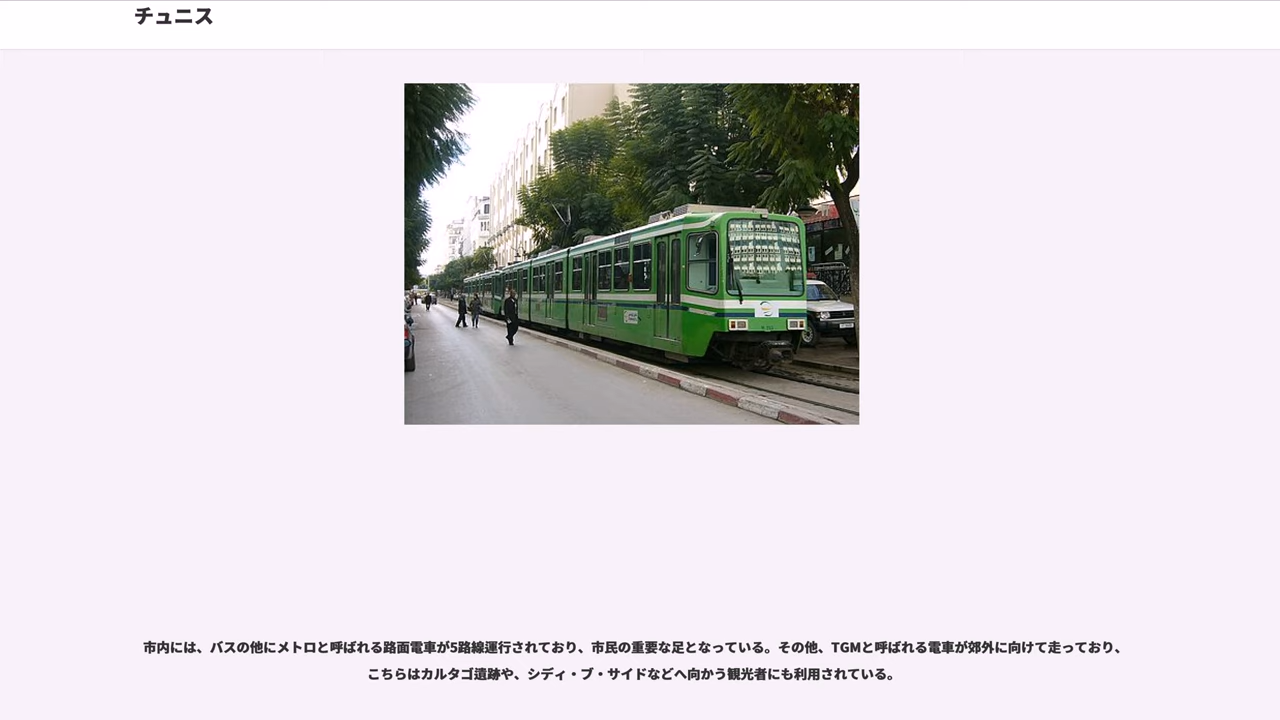 チュニス
市内には、バスの他にメトロと呼ばれる路面電車が5路線運行されており、市民の重要な足となっている。その他、TGMと呼ばれる電車が郊外に向けて走っており、
こちらはカルタゴ遺跡や、シディ・ブ・サイドなどへ向かう観光者にも利用されている。